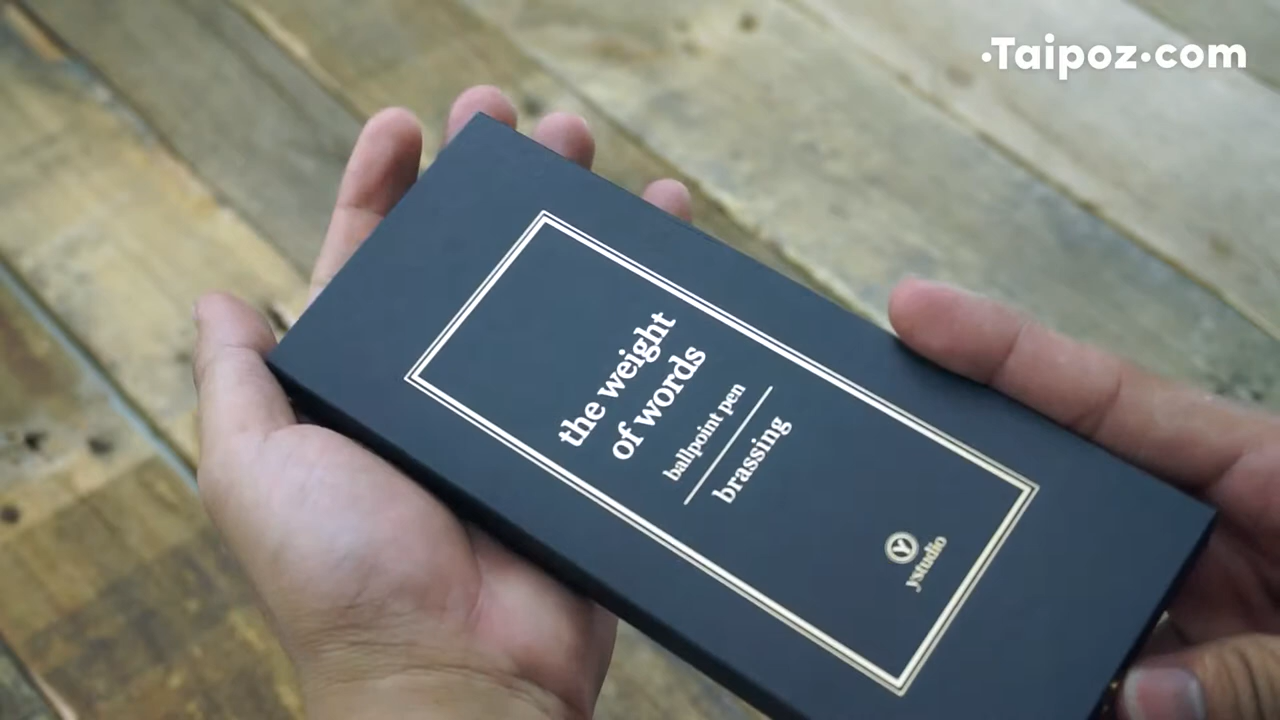 ·Taipoz·com
the weight
of words
ballpoint pen
brassing
Y
ystudio